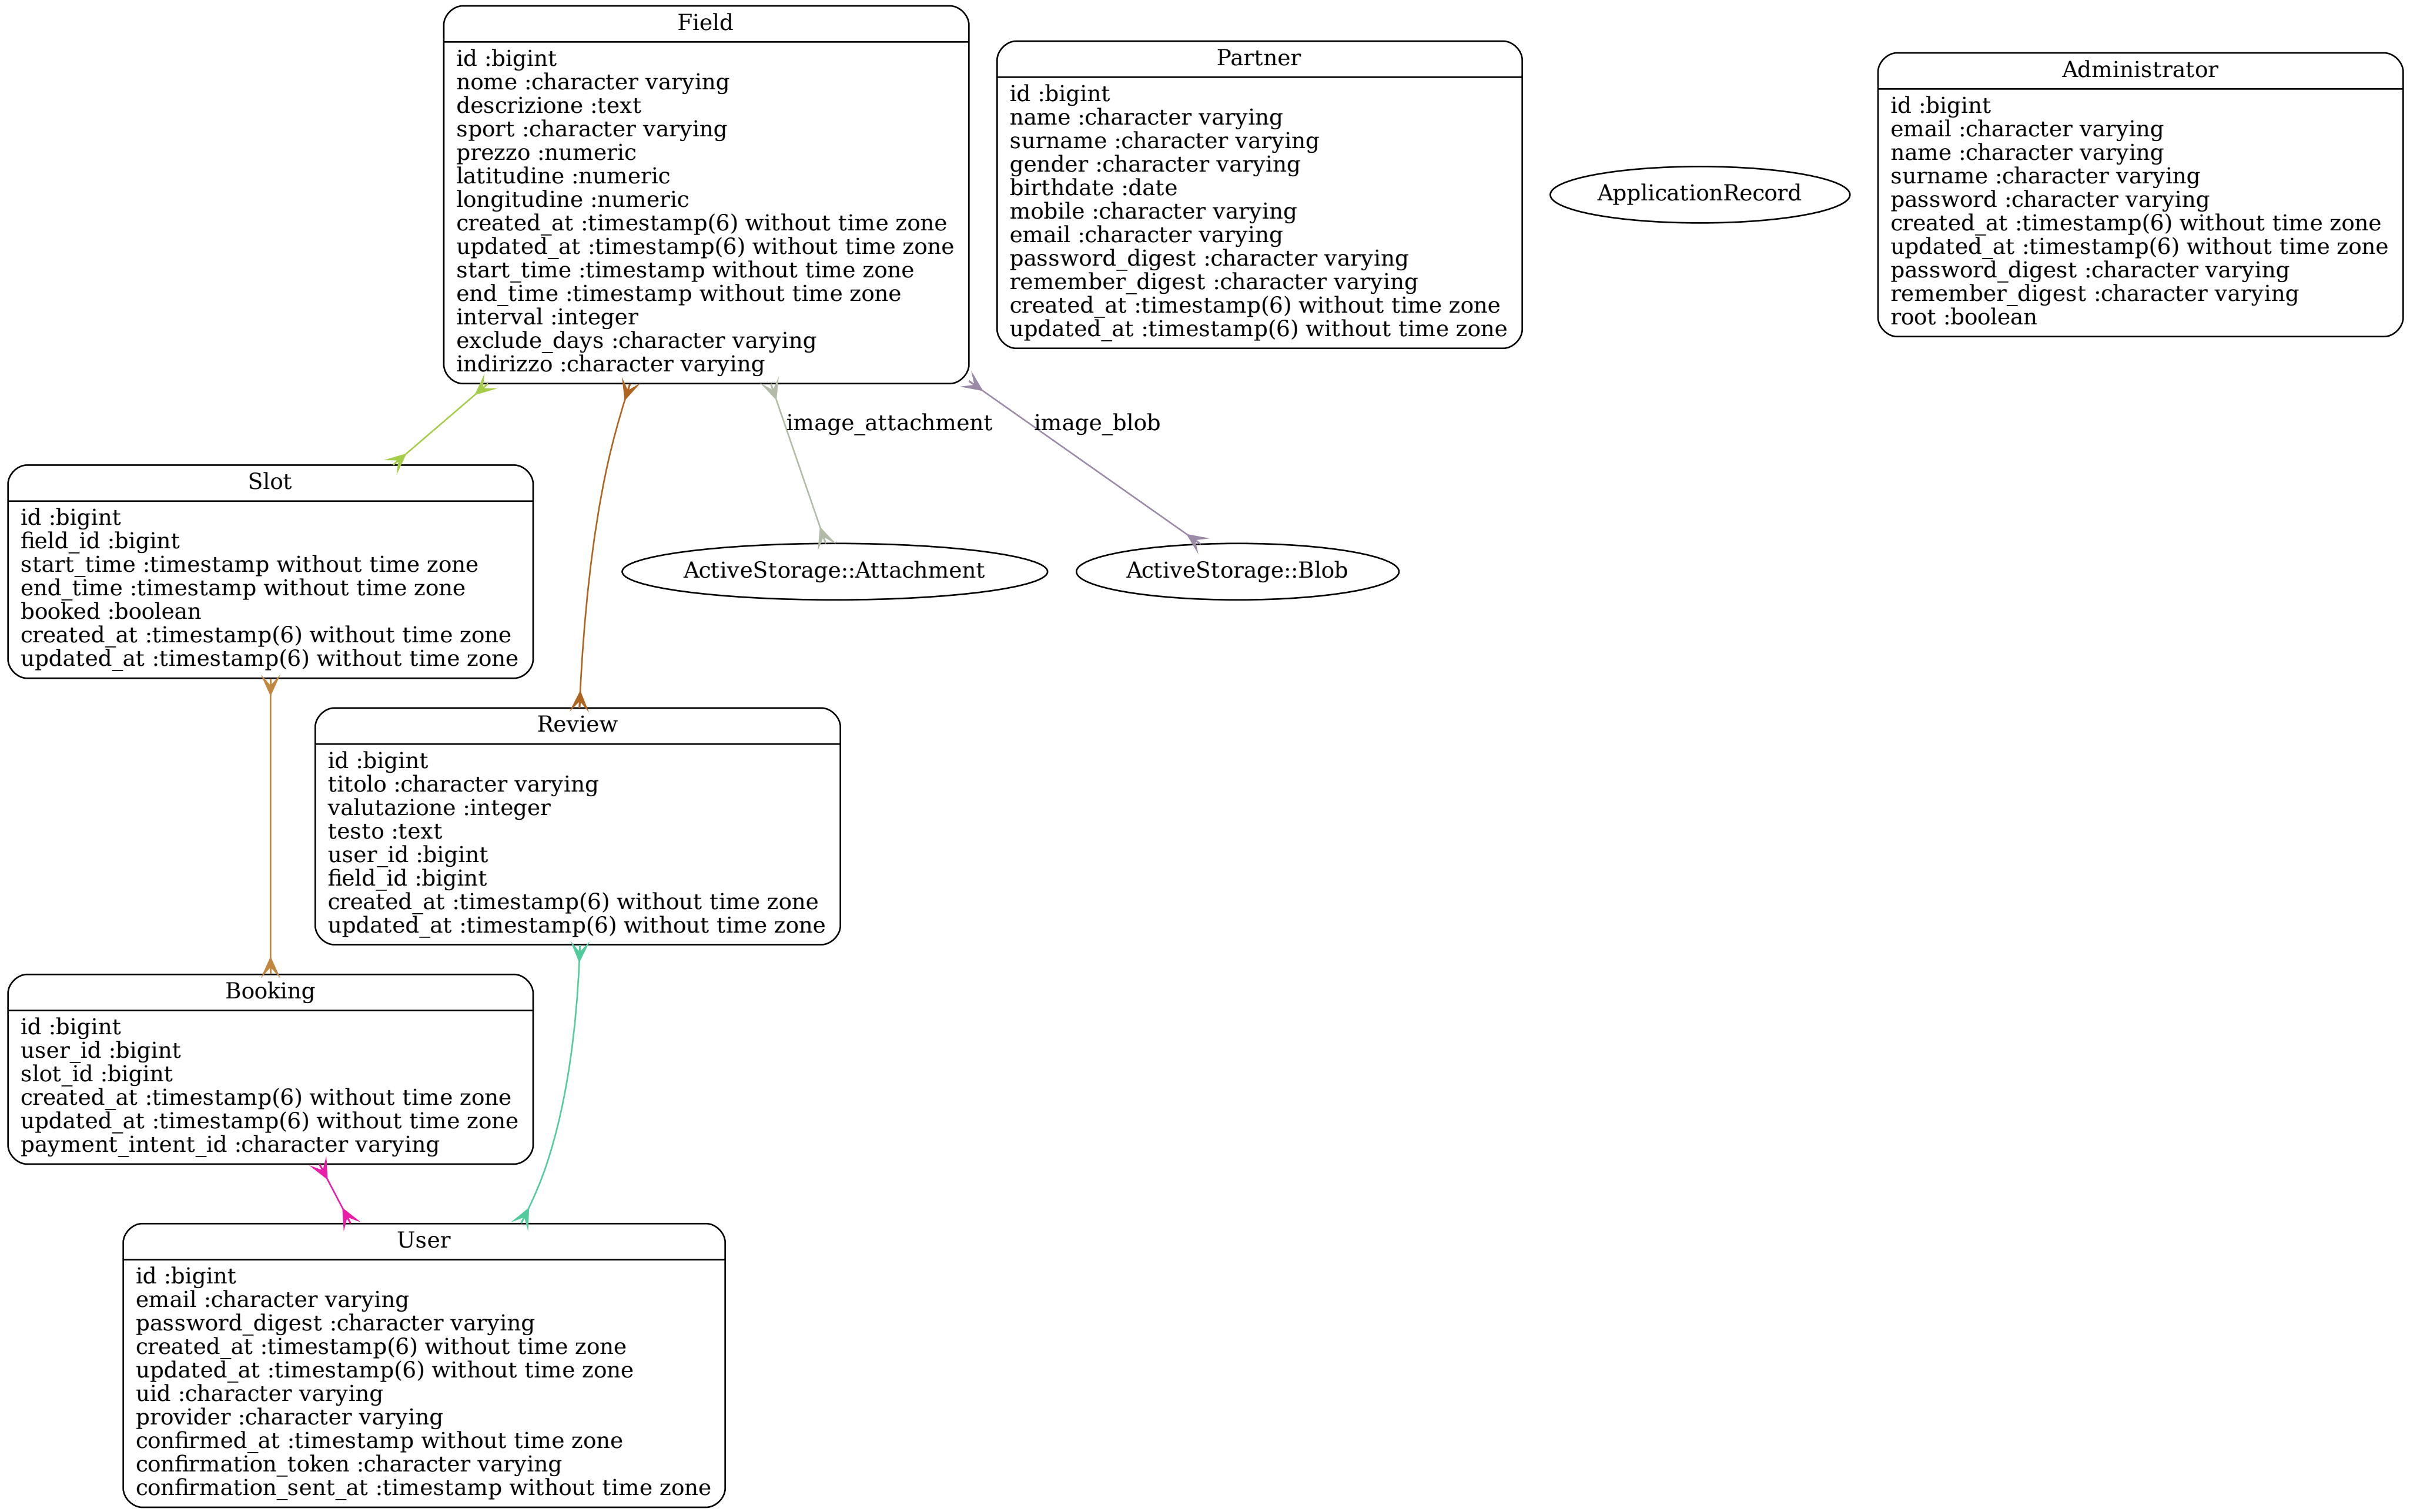 Field
id :bigint
nome :character varying
descrizione :text
sport :character varying
prezzo :numeric
latitudine :numeric
longitudine :numeric
created_at :timestamp(6) without time zone
updated_at :timestamp(6) without time zone
start_time :timestamp without time zone
end_time :timestamp without time zone
interval :integer
exclude_days :character varying
indirizzo :character varying
Partner
id :bigint
name :character varying
surname :character varying
gender :character varying
birthdate :date
mobile :character varying
email :character varying
password_digest :character varying
remember_digest :character varying
created_at :timestamp(6) without time zone
updated_at :timestamp(6) without time zone
ApplicationRecord
Administrator
id :bigint
email :character varying
name :character varying
surname :character varying
password :character varying
created_at :timestamp(6) without time zone
updated_at :timestamp(6) without time zone
password_digest :character varying
remember_digest :character varying
root :boolean
image_attachment
image_blob
Slot
id :bigint
field_id :bigint
start_time :timestamp without time zone
end_time :timestamp without time zone
booked :boolean
created_at :timestamp(6) without time zone
updated_at :timestamp(6) without time zone
ActiveStorage::Attachment
ActiveStorage::Blob
Review
id :bigint
titolo :character varying
valutazione :integer
testo :text
user_id :bigint
field_id :bigint
created_at :timestamp(6) without time zone
updated_at :timestamp(6) without time zone
Booking
id :bigint
user_id :bigint
slot_id :bigint
created_at :timestamp(6) without time zone
updated_at :timestamp(6) without time zone
payment_intent_id :character varying
User
id :bigint
email :character varying
password_digest :character varying
created_at :timestamp(6) without time zone
updated_at :timestamp(6) without time zone
uid :character varying
provider :character varying
confirmed_at :timestamp without time zone
confirmation_token :character varying
confirmation_sent_at :timestamp without time zone